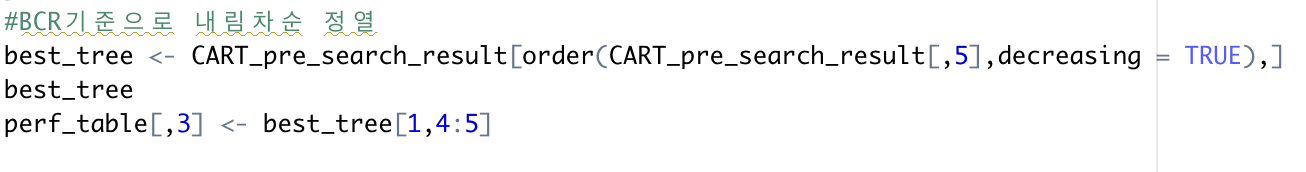 #BCR기준으로 내림차순 정열
best_tree <- CART_pre_search_result[order(CART_pre_search_result[,5],decreasing = TRUE),]
best_tree
perf_table[,3] <- best_tree[1,4:5]